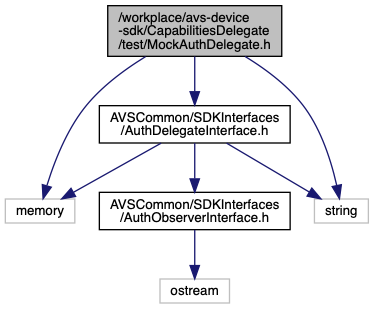 /workplace/avs-device
-sdk/CapabilitiesDelegate
/test/MockAuthDelegate.h
AVSCommon/SDKInterfaces
/AuthDelegateInterface.h
memory
AVSCommon/SDKInterfaces
/AuthObserverInterface.h
string
ostream